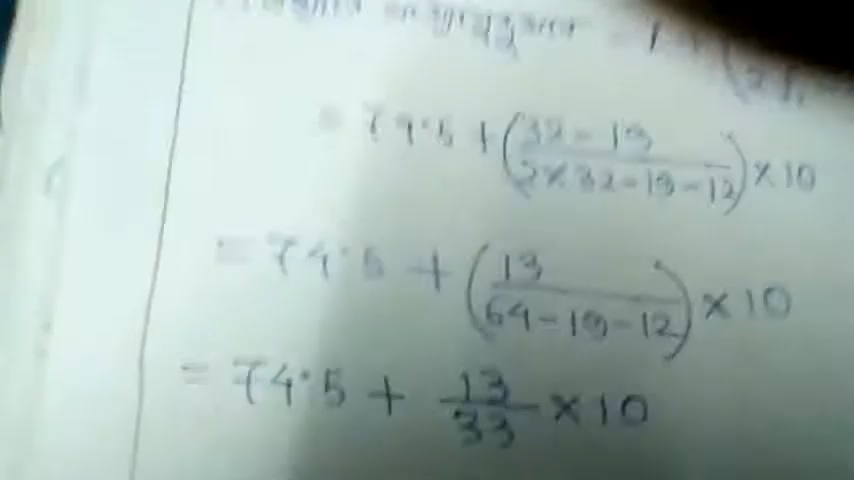 = 74.5 + (32 - 19 / 2 x 32 - 19 - 12) x 10
= 74.5 + (13 / 64 - 19 - 12) x 10
= 74.5 + 13 / 33 x 10